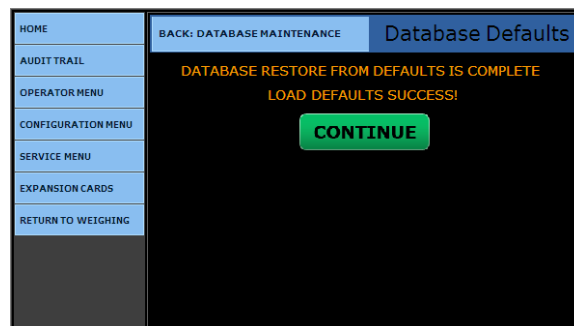 HOME
AUDIT TRAIL
OPERATOR MENU
CONFIGURATION MENU
SERVICE MENU
EXPANSION CARDS
RETURN TO WEIGHING
BACK: DATABASE MAINTENANCE
Database Defaults
DATABASE RESTORE FROM DEFAULTS IS COMPLETE
LOAD DEFAULTS SUCCESS!
CONTINUE